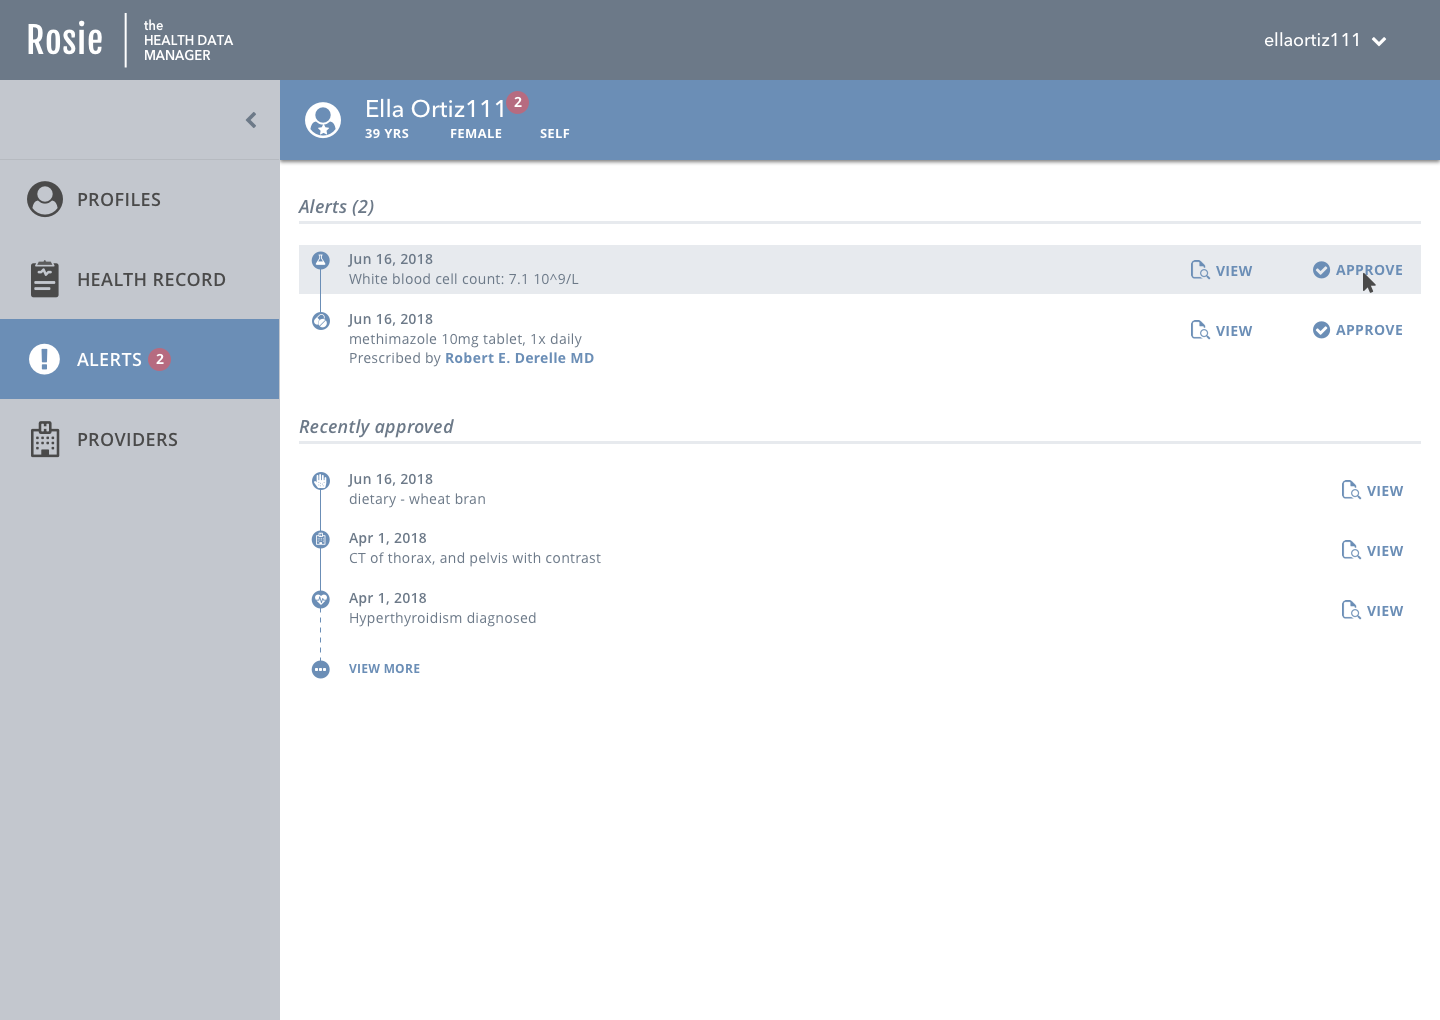 Rosie
the
HEALTH DATA
MANAGER
ellaortiz111
Ella Ortiz111 2
39 YRS FEMALE SELF
PROFILES
HEALTH RECORD
ALERTS 2
PROVIDERS
Alerts (2)
Jun 16, 2018
White blood cell count: 7.1 10^9/L
VIEW APPROVE
Jun 16, 2018
methimazole 10mg tablet, 1x daily
Prescribed by Robert E. Derelle MD
VIEW APPROVE
Recently approved
Jun 16, 2018
dietary - wheat bran
VIEW
Apr 1, 2018
CT of thorax, and pelvis with contrast
VIEW
Apr 1, 2018
Hyperthyroidism diagnosed
VIEW
VIEW MORE